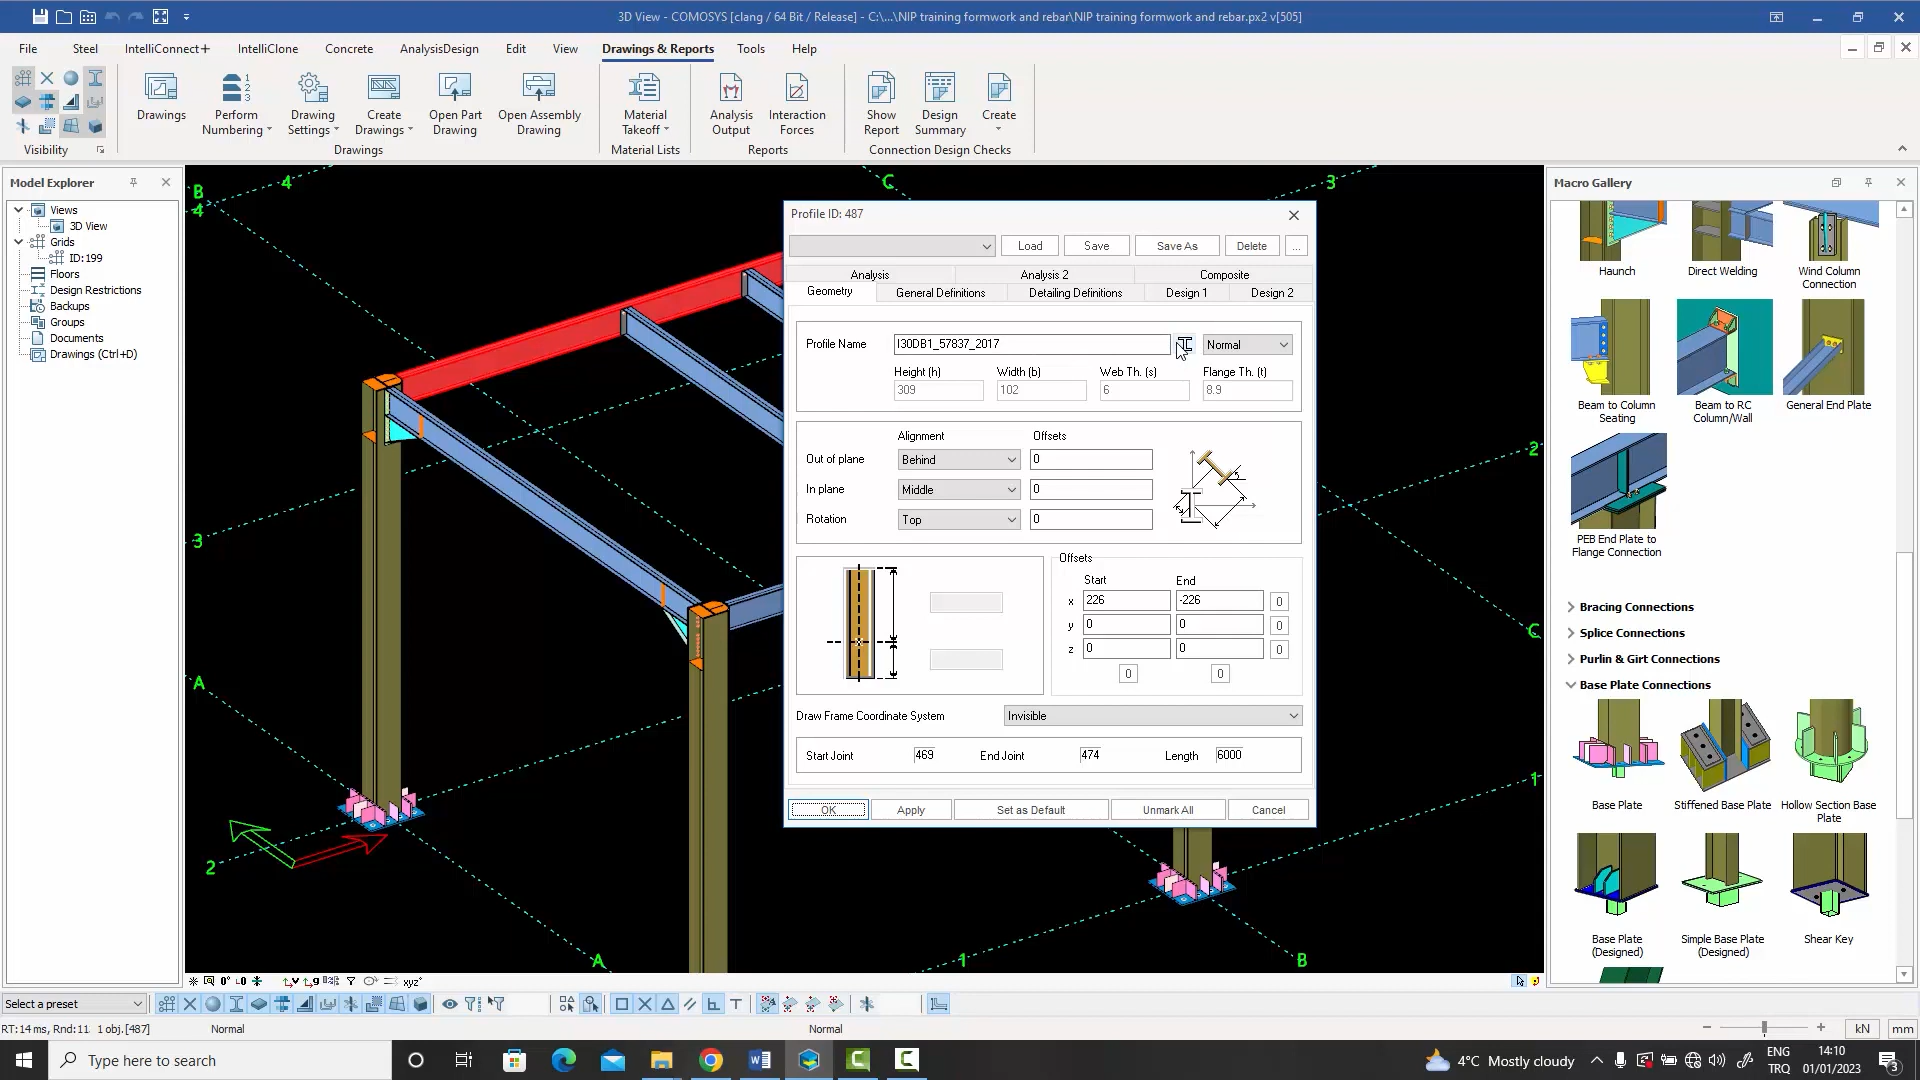 3D View - COMOSYS [clang / 64 Bit / Release] - C:\...\NIP training formwork and rebar\NIP training formwork and rebar.px2 v[505]
File Steel IntelliConnect+ IntelliClone Concrete AnalysisDesign Edit View Drawings & Reports Tools Help
Drawings
Perform Numbering
Drawing Settings
Create Drawings
Open Part Drawing
Open Assembly Drawing
Material Takeoff
Analysis Output
Interaction Forces
Show Report
Design Summary
Create
Visibility
Drawings
Material Lists
Reports
Connection Design Checks
Model Explorer
Views
3D View
Grids
ID:199
Floors
Design Restrictions
Backups
Groups
Documents
Drawings (Ctrl+D)
B
4
4
C
3
3
2
A
C
1
2
A
1
B
Profile ID: 487
Load Save Save As Delete ...
Analysis Analysis 2 Composite
Geometry General Definitions Detailing Definitions Design 1 Design 2
Profile Name I30DB1_57837_2017 Normal
Height (h) Width (b) Web Th. (s) Flange Th. (t)
309 102 6 8.9
Alignment Offsets
Out of plane Behind 0
In plane Middle 0
Rotation Top 0
Offsets
Start End
x 226 -226 0
y 0 0 0
z 0 0 0
0 0
Draw Frame Coordinate System Invisible
Start Joint 469 End Joint 474 Length 6000
OK Apply Set as Default Unmark All Cancel
Macro Gallery
Haunch
Direct Welding
Wind Column Connection
Beam to Column Seating
Beam to RC Column/Wall
General End Plate
PEB End Plate to Flange Connection
Bracing Connections
Splice Connections
Purlin & Girt Connections
Base Plate Connections
Base Plate
Stiffened Base Plate
Hollow Section Base Plate
Base Plate (Designed)
Simple Base Plate (Designed)
Shear Key
xyz
Select a preset
RT:14 ms, Rnd:11 1 obj.[487] Normal Normal kN mm
Type here to search
4°C Mostly cloudy
ENG
TRQ
14:10
01/01/2023
3